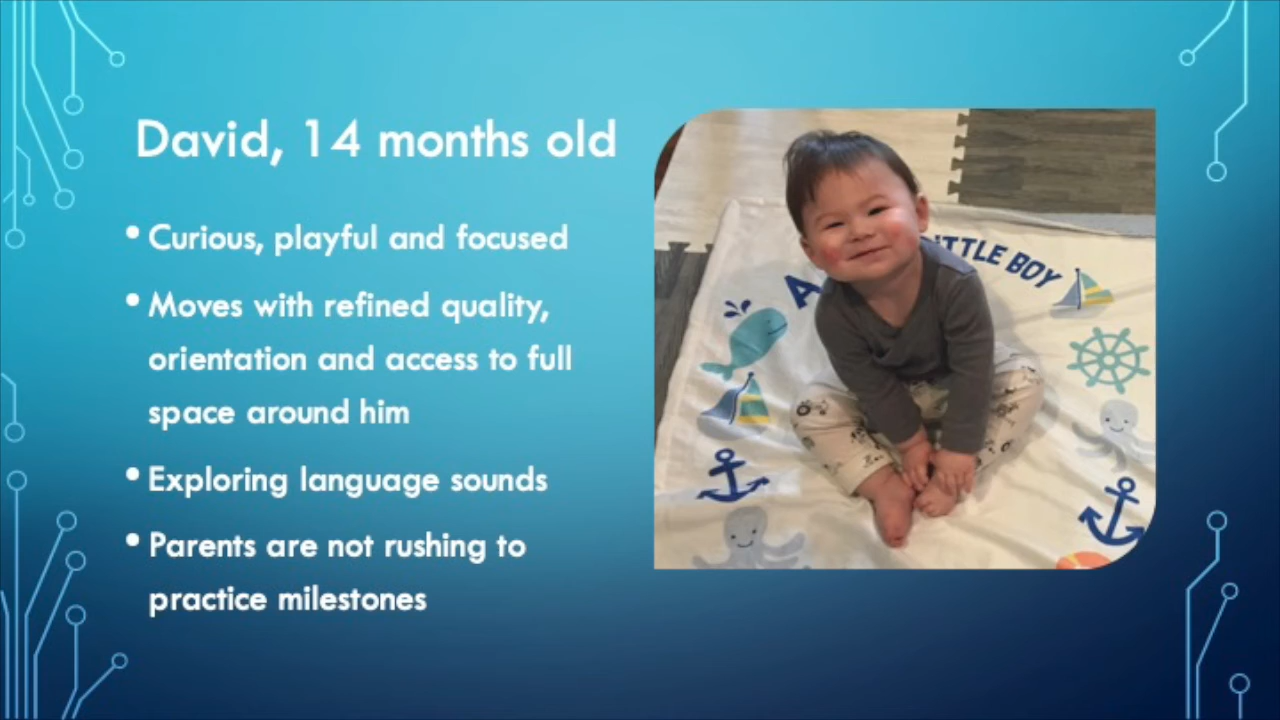 David, 14 months old
• Curious, playful and focused
• Moves with refined quality,
orientation and access to full
space around him
• Exploring language sounds
• Parents are not rushing to
practice milestones
A
LITTLE BOY